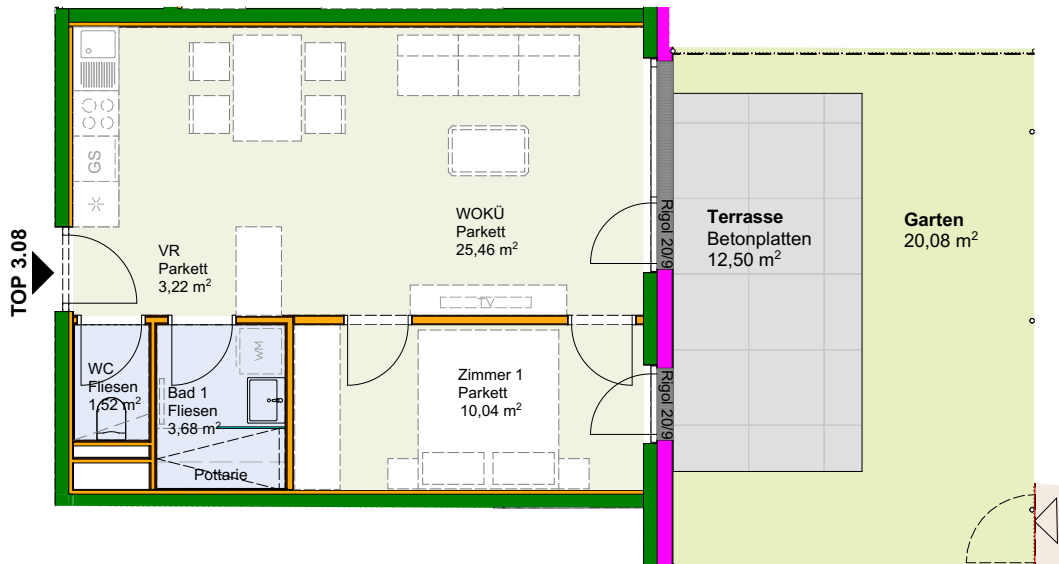 GS
TOP 3.08
VR
Parkett
3,22 m²
WOKÜ
Parkett
25,46 m²
TV
Rigol 20/9
Terrasse
Betonplatten
12,50 m²
Garten
20,08 m²
WC
Fliesen
1,52 m²
Bad 1
Fliesen
3,68 m²
WM
Pottarie
Zimmer 1
Parkett
10,04 m²
Rigol 20/9